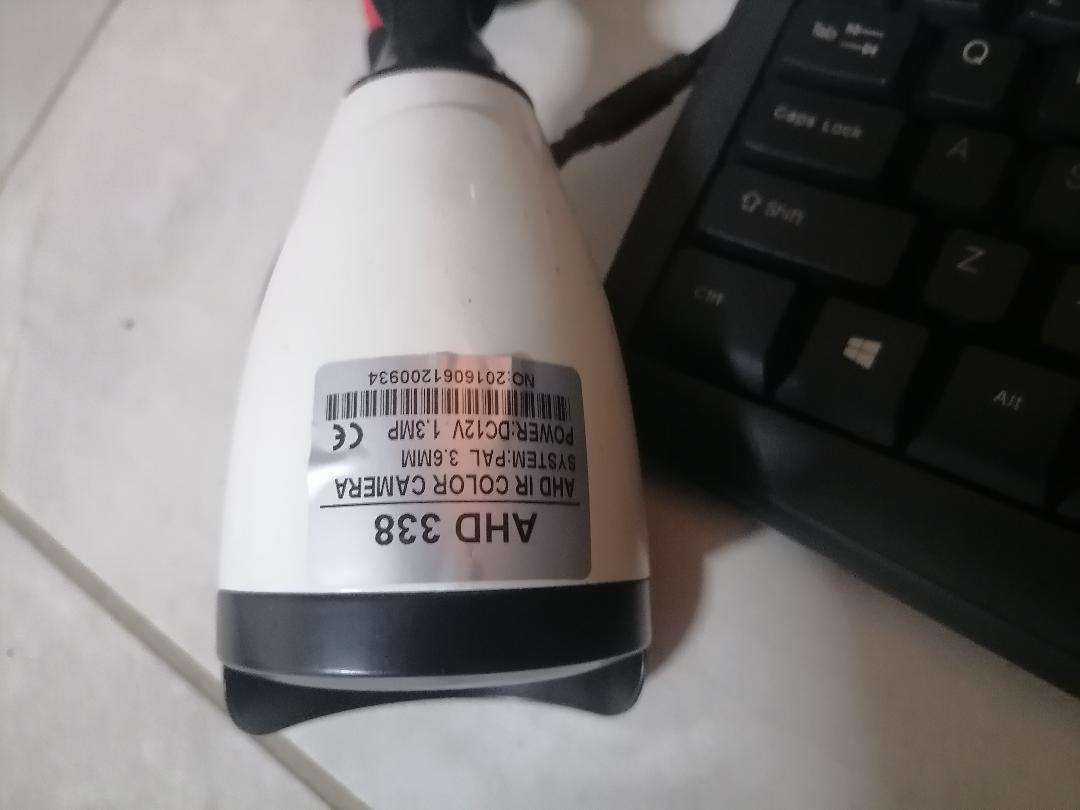 AHD 338
AHD IR COLOR CAMERA
SYSTEM:PAL 3.6MM
POWER:DC12V 1.3MP CE
NO:2016061200934
Tab
Q
Caps Lock
A
S
Shift
Z
Ctrl
Alt